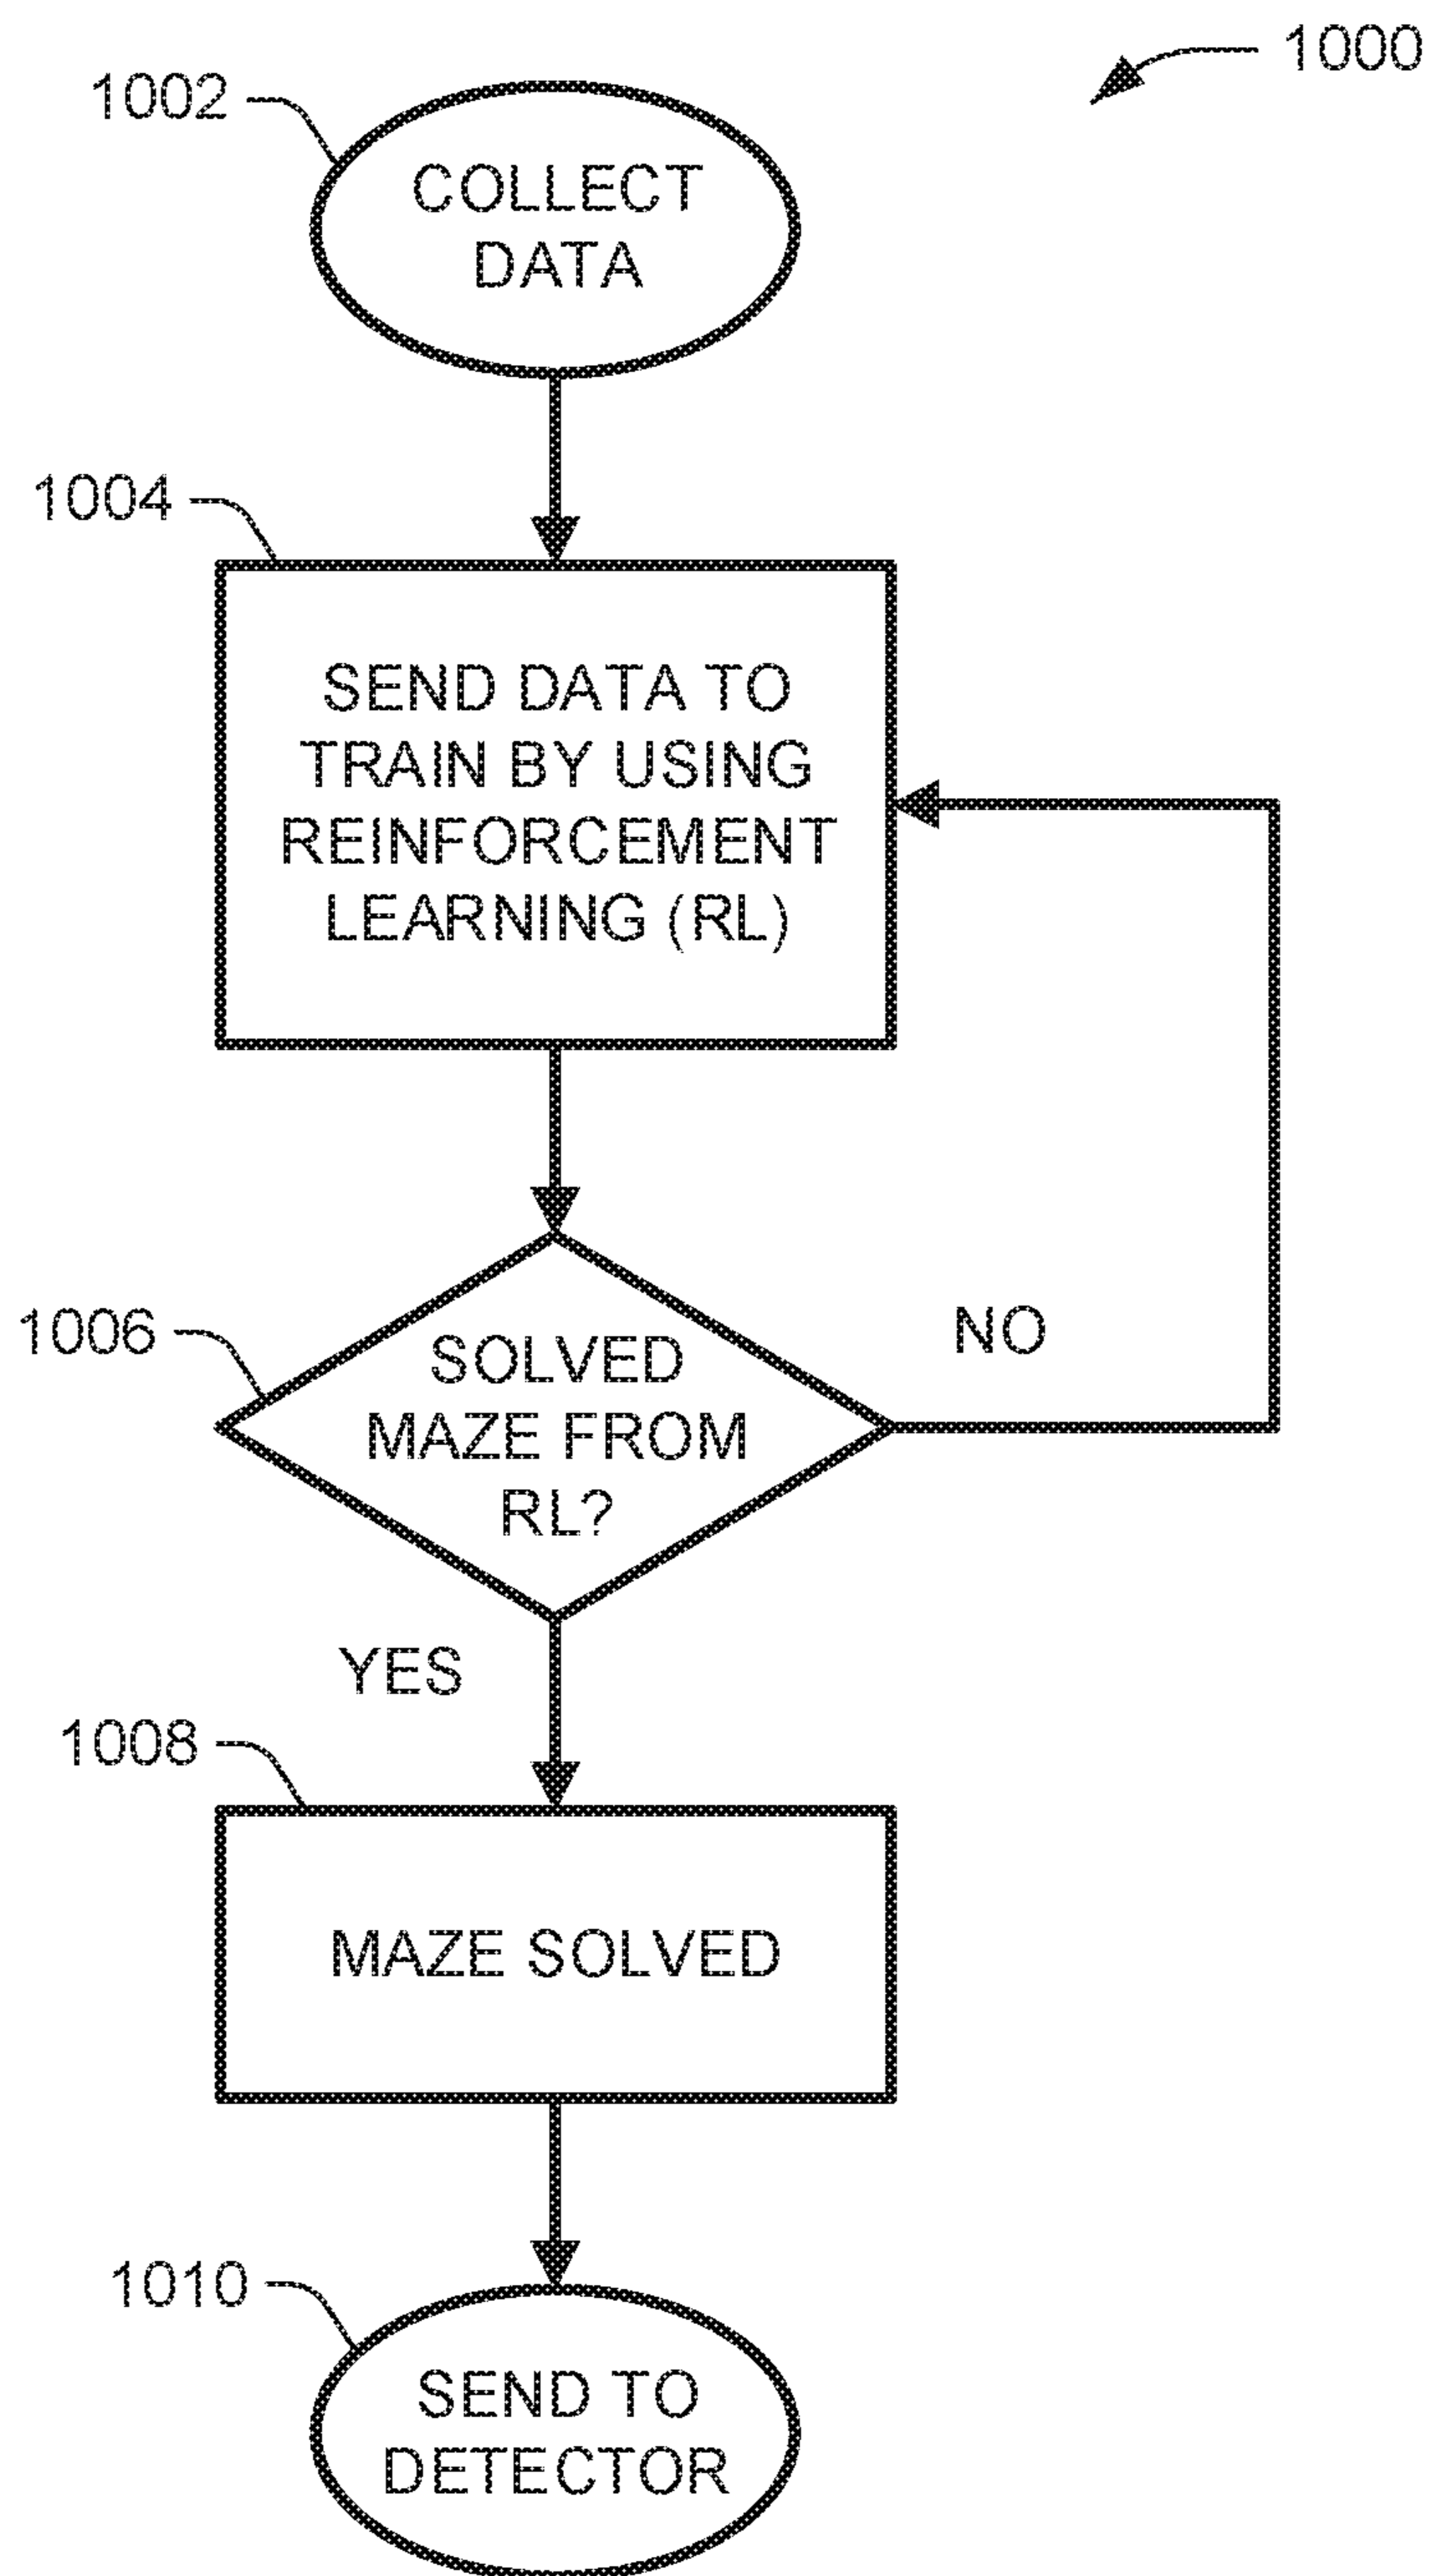 1000
1002
COLLECT
DATA
1004
SEND DATA TO
TRAIN BY USING
REINFORCEMENT
LEARNING (RL)
1006
SOLVED
MAZE FROM
RL?
NO
YES
1008
MAZE SOLVED
1010
SEND TO
DETECTOR